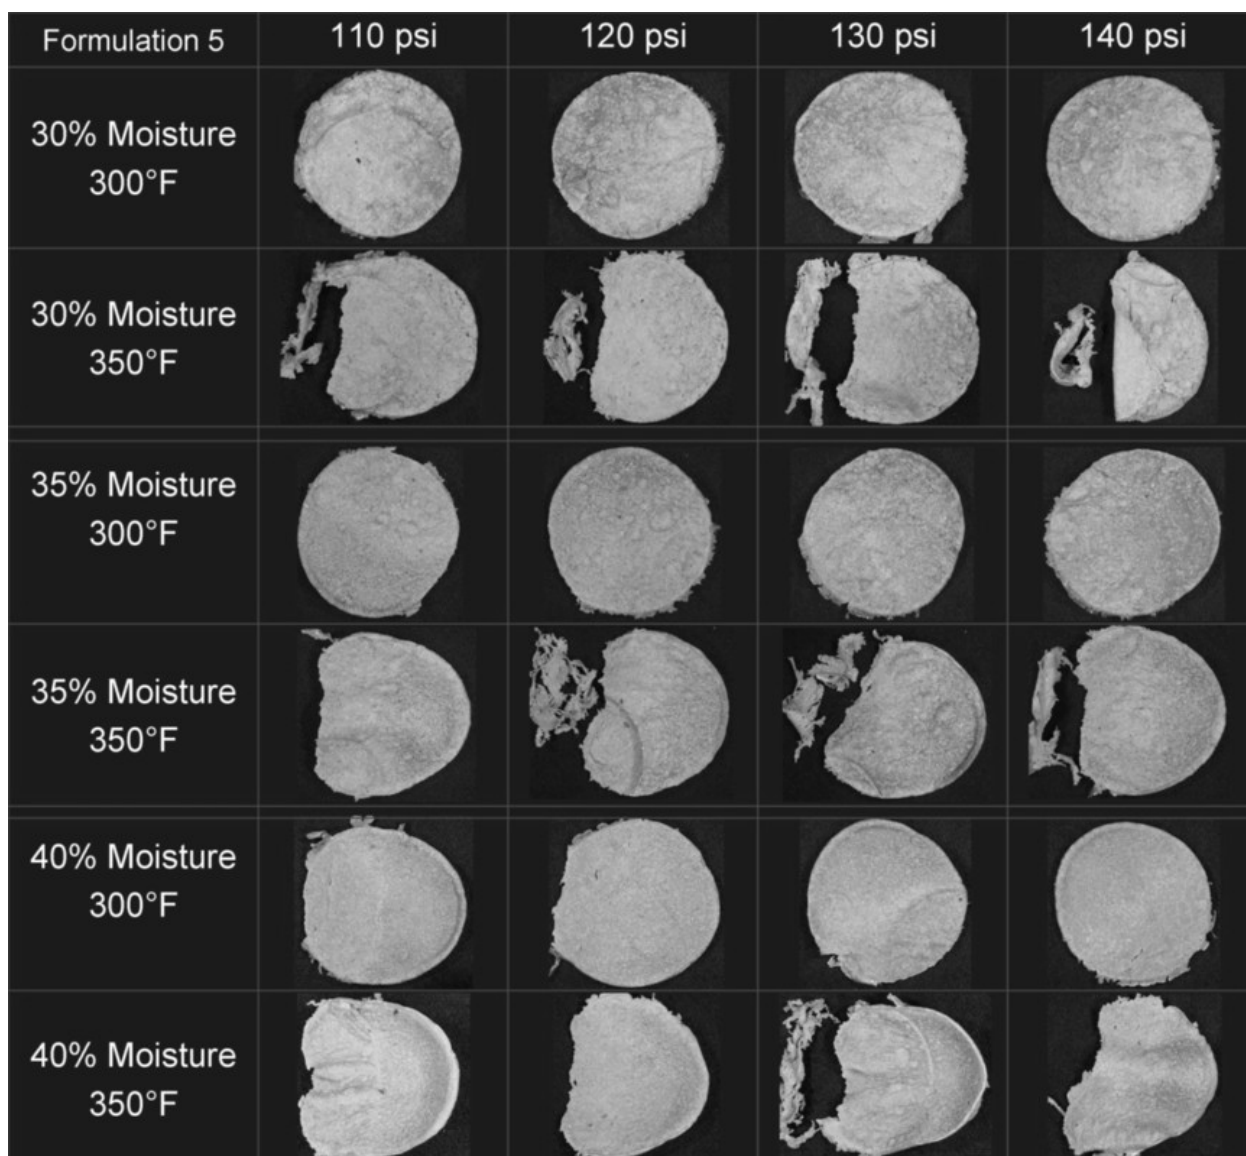 Formulation 5
110 psi
120 psi
130 psi
140 psi
30% Moisture
300°F
30% Moisture
350°F
35% Moisture
300°F
35% Moisture
350°F
40% Moisture
300°F
40% Moisture
350°F